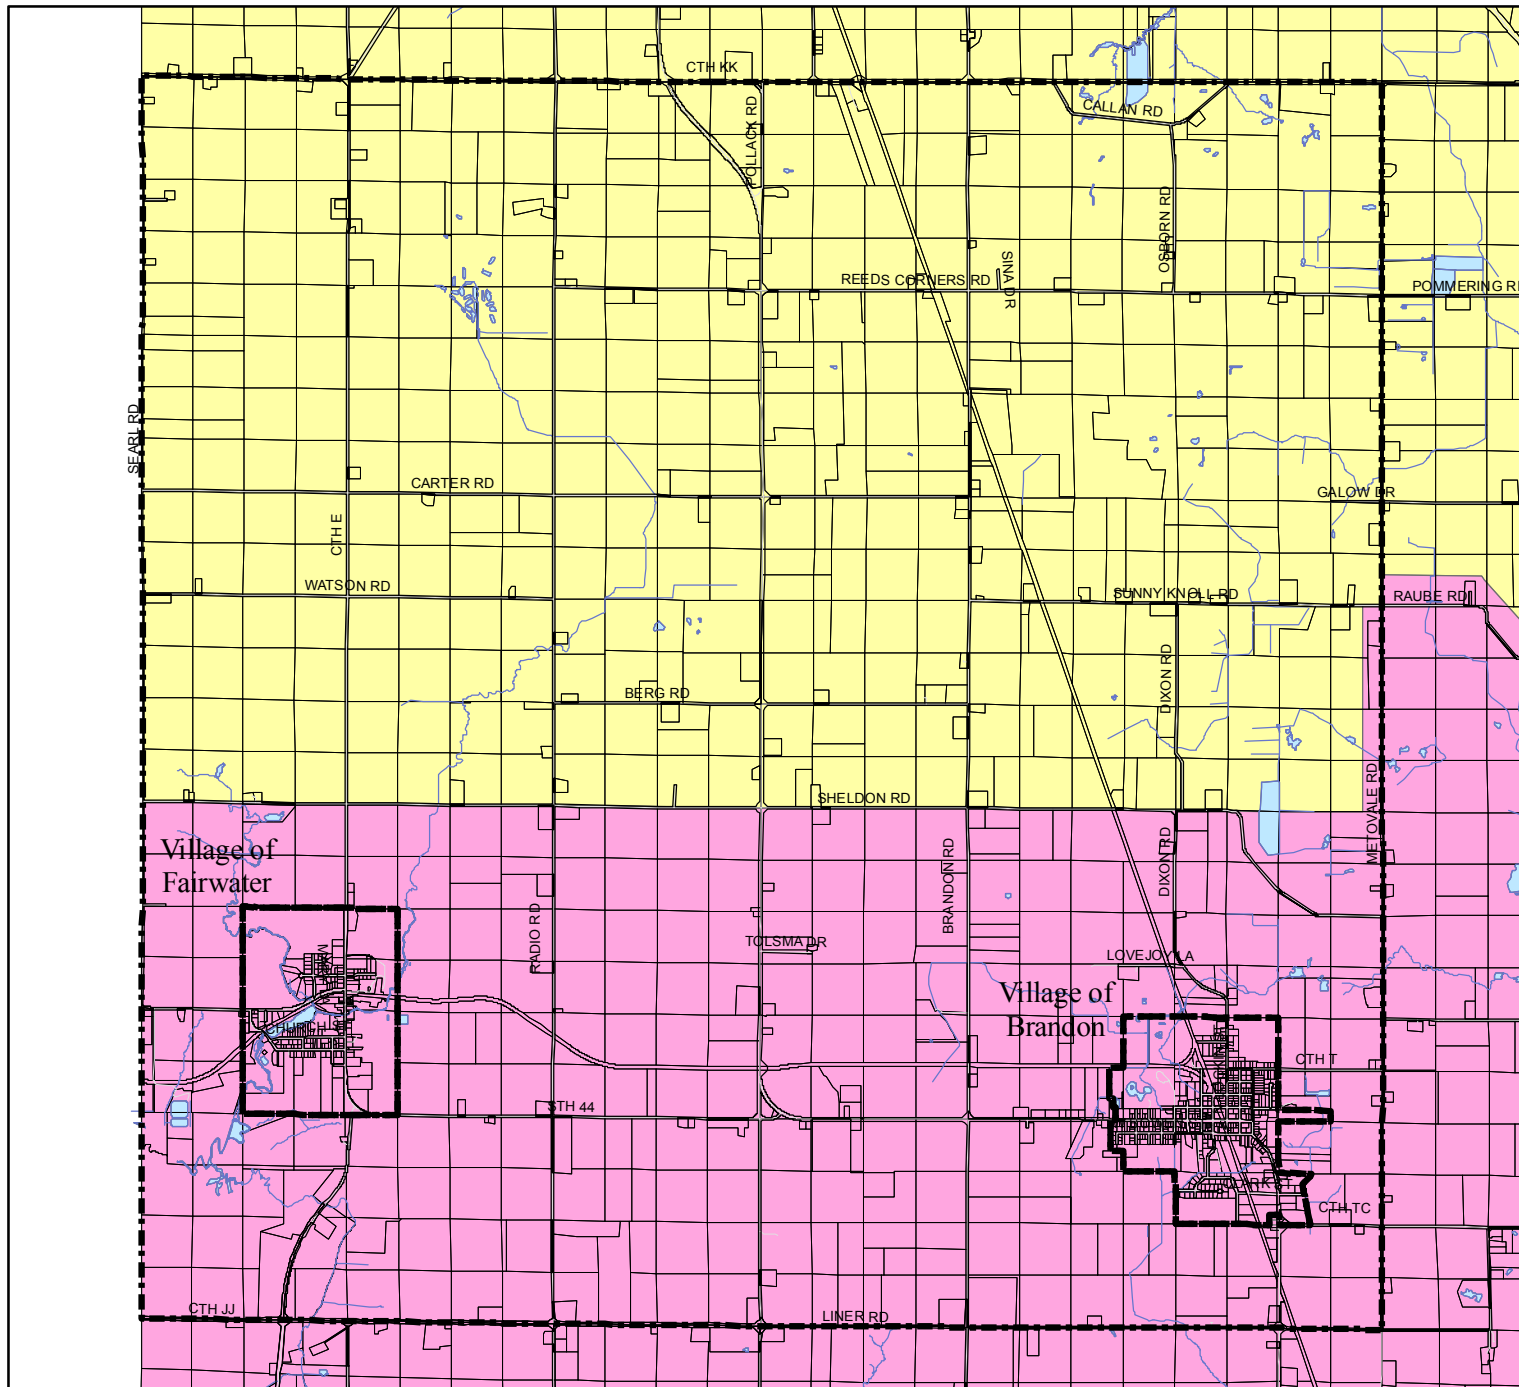 CTH KK
CALLAN RD
POLLACK RD
OSBORN RD
SINA DR
REEDS CORNERS RD
POMMERING R
SEARL RD
CARTER RD
GALOW DR
CTH E
WATSON RD
SUNNY KNOLL RD
RAUBE RD
DIXON RD
BERG RD
METOVALE RD
SHELDON RD
Village of
Fairwater
DIXON RD
BRANDON RD
RADIO RD
TOLSMA DR
LOVEJOY LA
Village of
Brandon
CHURCH ST
CTH T
STH 44
CTH TC
CTH JJ
LINER RD